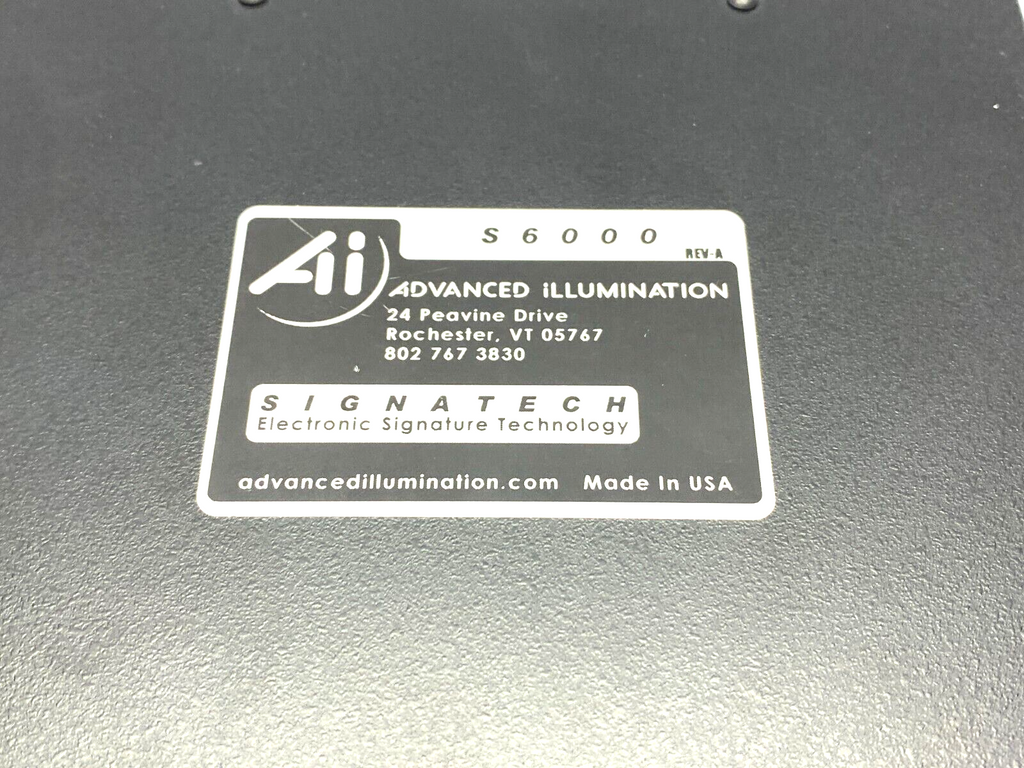 Ai
S6000
REV-A
ADVANCED iLLUMINATION
24 Peavine Drive
Rochester, VT 05767
802 767 3830
SIGNATECH
Electronic Signature Technology
advancedillumination.com Made In USA